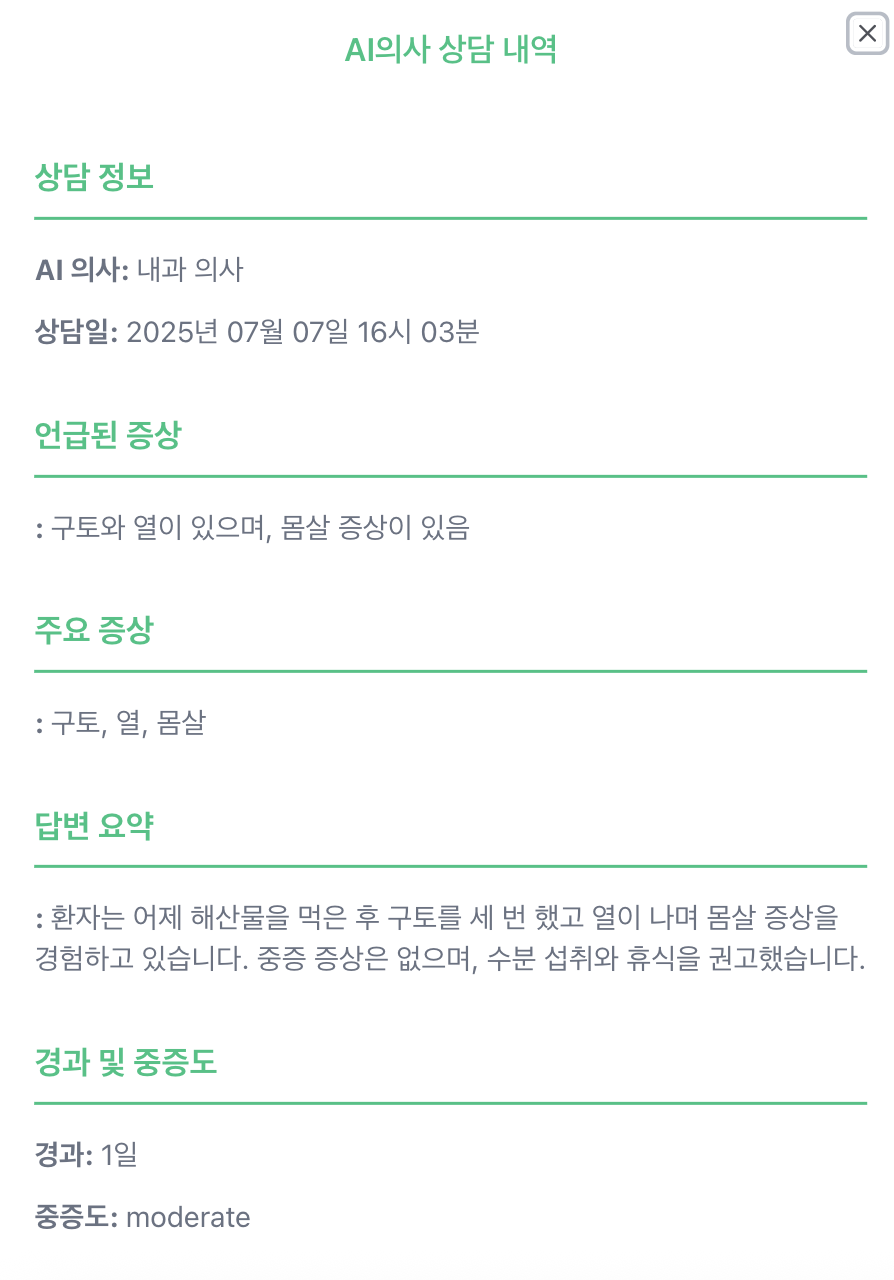 AI의사 상담 내역
상담 정보
AI 의사: 내과 의사
상담일: 2025년 07월 07일 16시 03분
언급된 증상
: 구토와 열이 있으며, 몸살 증상이 있음
주요 증상
: 구토, 열, 몸살
답변 요약
: 환자는 어제 해산물을 먹은 후 구토를 세 번 했고 열이 나며 몸살 증상을
경험하고 있습니다. 중증 증상은 없으며, 수분 섭취와 휴식을 권고했습니다.
경과 및 중증도
경과: 1일
중증도: moderate